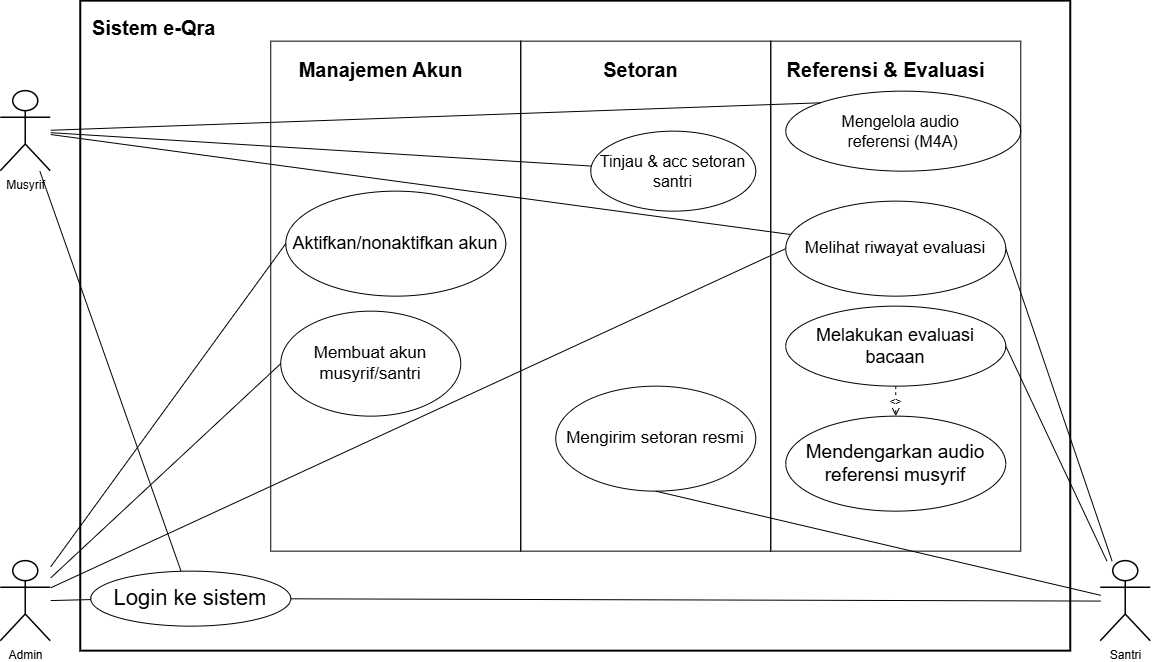 Sistem e-Qra
Manajemen Akun
Setoran
Referensi & Evaluasi
Mengelola audio
referensi (M4A)
Tinjau & acc setoran
santri
Musyrif
Aktifkan/nonaktifkan akun
Melihat riwayat evaluasi
Membuat akun
musyrif/santri
Melakukan evaluasi
bacaan
Mengirim setoran resmi
Mendengarkan audio
referensi musyrif
Login ke sistem
Admin
Santri